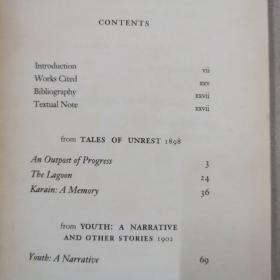 CONTENTS
Introduction vii
Works Cited xxv
Bibliography xxvii
Textual Note xxvii
from TALES OF UNREST 1898
An Outpost of Progress 3
The Lagoon 24
Karain: A Memory 36
from YOUTH: A NARRATIVE
AND OTHER STORIES 1902
Youth: A Narrative 69